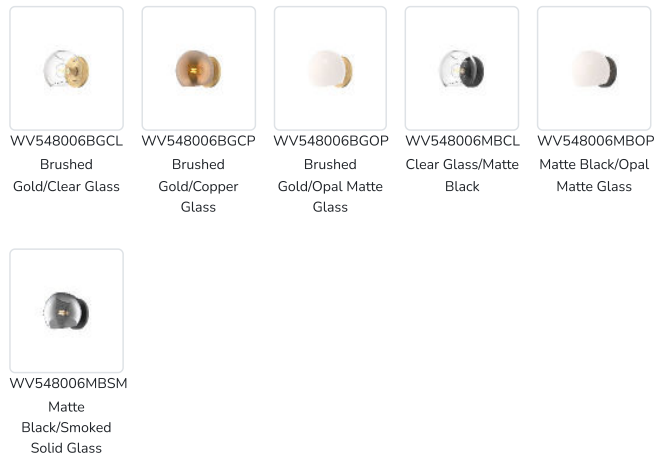 WV548006BGCL
Brushed
Gold/Clear Glass
WV548006BGCP
Brushed
Gold/Copper
Glass
WV548006BGOP
Brushed
Gold/Opal Matte
Glass
WV548006MBCL
Clear Glass/Matte
Black
WV548006MBOP
Matte Black/Opal
Matte Glass
WV548006MBSM
Matte
Black/Smoked
Solid Glass